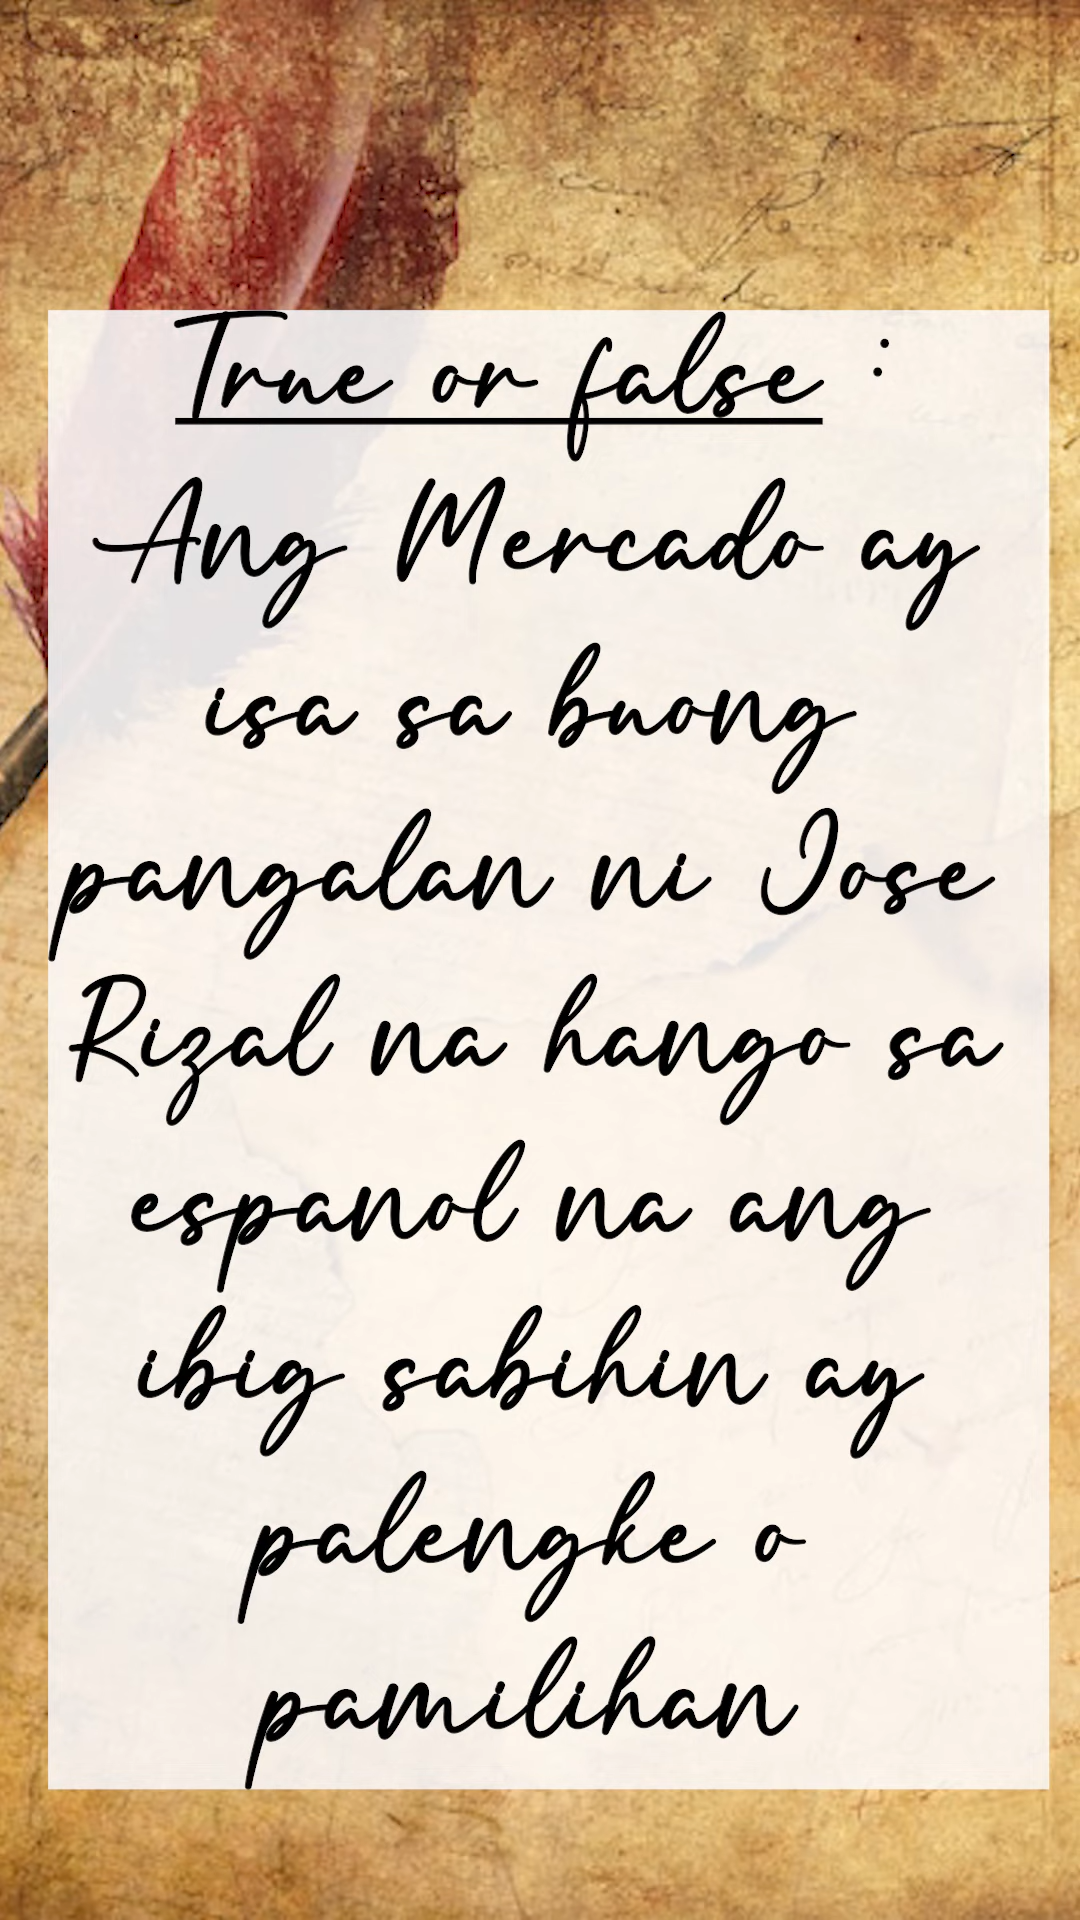 True or false :
Ang Mercado ay
isa sa buong
pangalan ni Jose
Rizal na hango sa
espanol na ang
ibig sabihin ay
palengke o
pamilihan